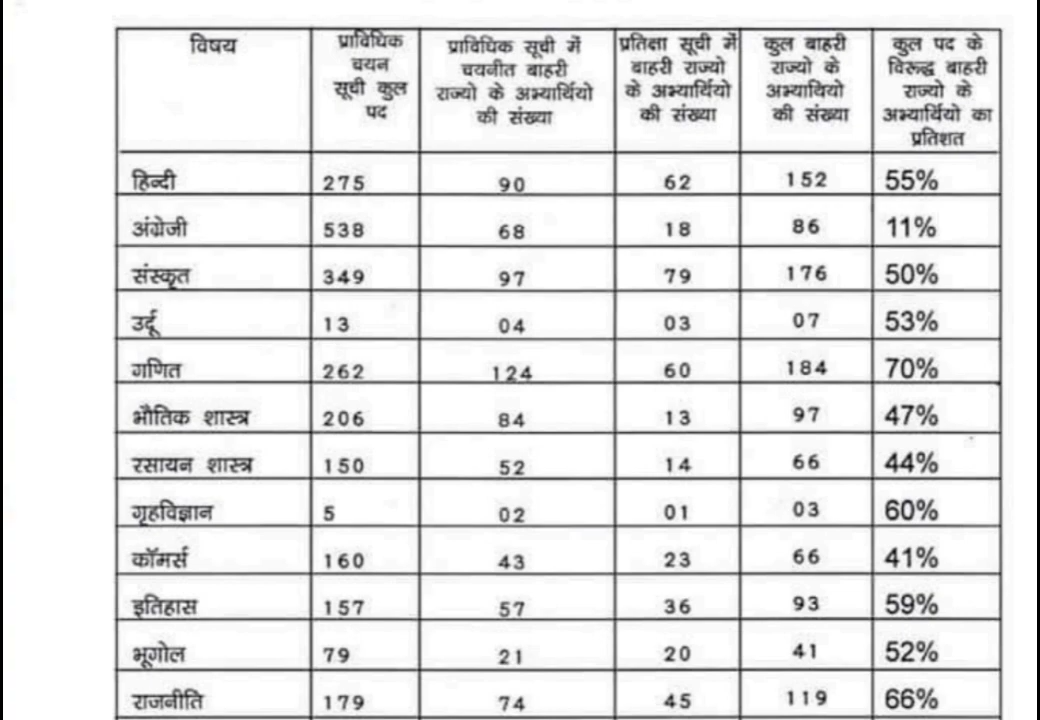 विषय | प्राविधिक चयन सूची कुल पद | प्राविधिक सूची में चयनीत बाहरी राज्यो के अभ्यार्थियो की संख्या | प्रतिक्षा सूची में बाहरी राज्यो के अभ्यार्थियो की संख्या | कुल बाहरी राज्यो के अभ्यार्थियो की संख्या | कुल पद के विरूद्ध बाहरी राज्यो के अभ्यार्थियो का प्रतिशत
हिन्दी | 275 | 90 | 62 | 152 | 55%
अंग्रेजी | 538 | 68 | 18 | 86 | 11%
संस्कृत | 349 | 97 | 79 | 176 | 50%
उर्दू | 13 | 04 | 03 | 07 | 53%
गणित | 262 | 124 | 60 | 184 | 70%
भौतिक शास्त्र | 206 | 84 | 13 | 97 | 47%
रसायन शास्त्र | 150 | 52 | 14 | 66 | 44%
गृहविज्ञान | 5 | 02 | 01 | 03 | 60%
कॉमर्स | 160 | 43 | 23 | 66 | 41%
इतिहास | 157 | 57 | 36 | 93 | 59%
भूगोल | 79 | 21 | 20 | 41 | 52%
राजनीति | 179 | 74 | 45 | 119 | 66%